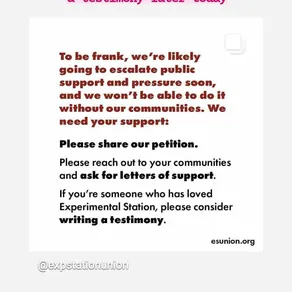 a testimony later today
To be frank, we're likely
going to escalate public
support and pressure soon,
and we won't be able to do it
without our communities. We
need your support:
Please share our petition.
Please reach out to your communities
and ask for letters of support.
If you're someone who has loved
Experimental Station, please consider
writing a testimony.
esunion.org
@expstationunion